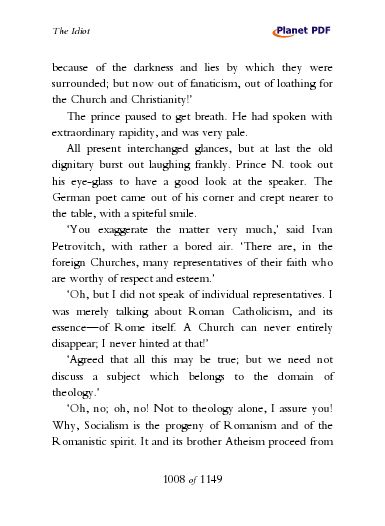 The Idiot
Planet PDF
because of the darkness and lies by which they were
surrounded; but now out of fanaticism, out of loathing for
the Church and Christianity!’
The prince paused to get breath. He had spoken with
extraordinary rapidity, and was very pale.
All present interchanged glances, but at last the old
dignitary burst out laughing frankly. Prince N. took out
his eye-glass to have a good look at the speaker. The
German poet came out of his corner and crept nearer to
the table, with a spiteful smile.
‘You exaggerate the matter very much,’ said Ivan
Petrovitch, with rather a bored air. ‘There are, in the
foreign Churches, many representatives of their faith who
are worthy of respect and esteem.’
‘Oh, but I did not speak of individual representatives. I
was merely talking about Roman Catholicism, and its
essence—of Rome itself. A Church can never entirely
disappear; I never hinted at that!’
‘Agreed that all this may be true; but we need not
discuss a subject which belongs to the domain of
theology.’
‘Oh, no; oh, no! Not to theology alone, I assure you!
Why, Socialism is the progeny of Romanism and of the
Romanistic spirit. It and its brother Atheism proceed from
1008 of 1149